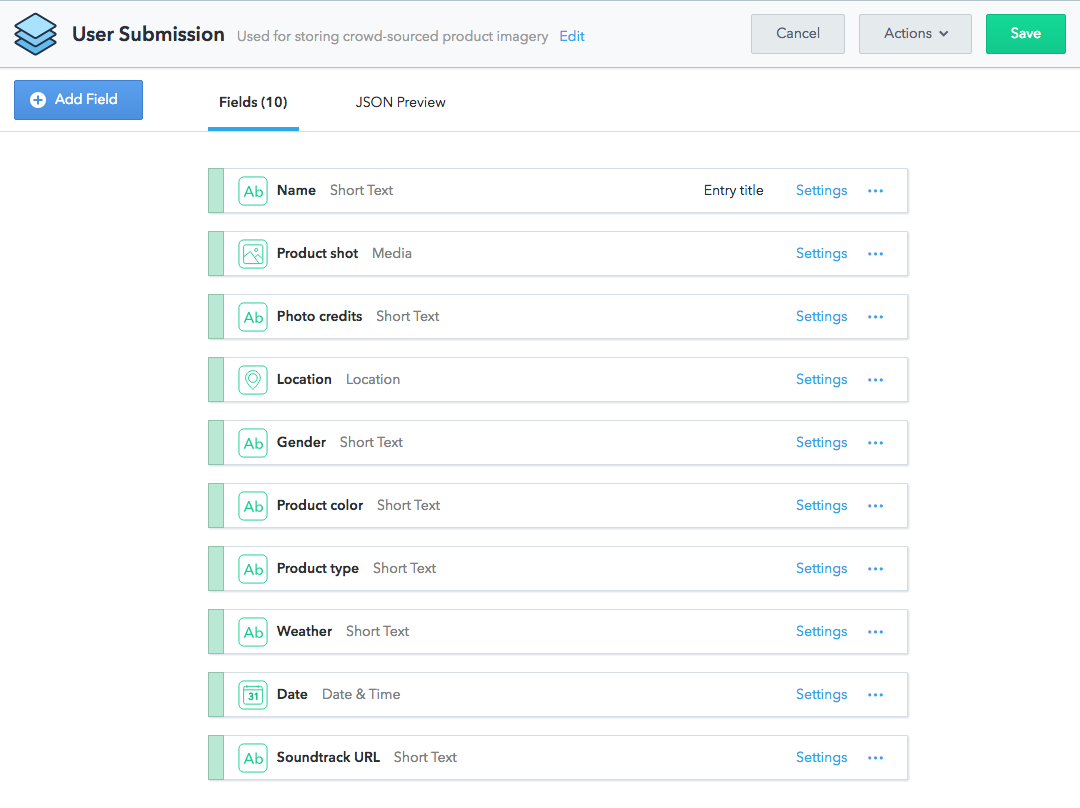 User Submission Used for storing crowd-sourced product imagery Edit Cancel Actions Save
Add Field Fields (10) JSON Preview
Ab Name Short Text Entry title Settings
Product shot Media Settings
Ab Photo credits Short Text Settings
Location Location Settings
Ab Gender Short Text Settings
Ab Product color Short Text Settings
Ab Product type Short Text Settings
Ab Weather Short Text Settings
31 Date Date & Time Settings
Ab Soundtrack URL Short Text Settings